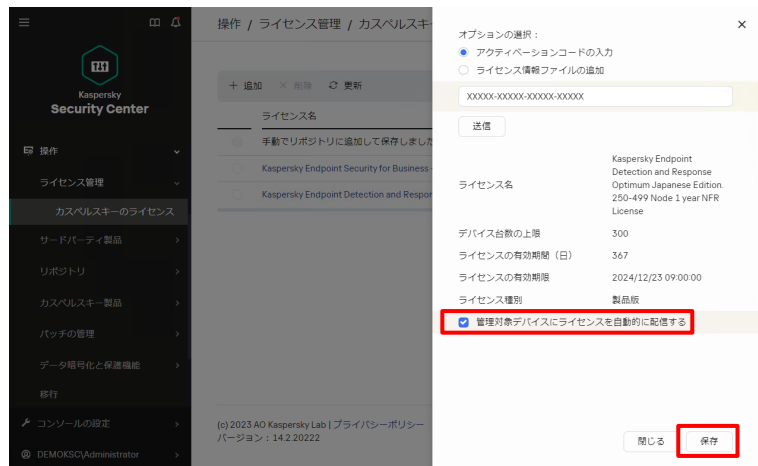 Kaspersky
Security Center
操作
ライセンス管理
カスペルスキーのライセンス
サードパーティ製品
リポジトリ
カスペルスキー製品
パッチの管理
データ暗号化と保護機能
移行
コンソールの設定
DEMOKSC\Administrator
操作 / ライセンス管理 / カスペルスキー
+ 追加 × 削除 更新
ライセンス名
手動でリポジトリに追加して保存しました
Kaspersky Endpoint Security for Business -
Kaspersky Endpoint Detection and Respor
(c) 2023 AO Kaspersky Lab | プライバシーポリシー
バージョン : 14.2.20222
×
オプションの選択 :
アクティベーションコードの入力
ライセンス情報ファイルの追加
XXXXX-XXXXX-XXXXX-XXXXX
送信
ライセンス名
Kaspersky Endpoint
Detection and Response
Optimum Japanese Edition.
250-499 Node 1 year NFR
License
デバイス台数の上限 300
ライセンスの有効期間（日） 367
ライセンスの有効期限 2024/12/23 09:00:00
ライセンス種別 製品版
管理対象デバイスにライセンスを自動的に配信する
閉じる 保存